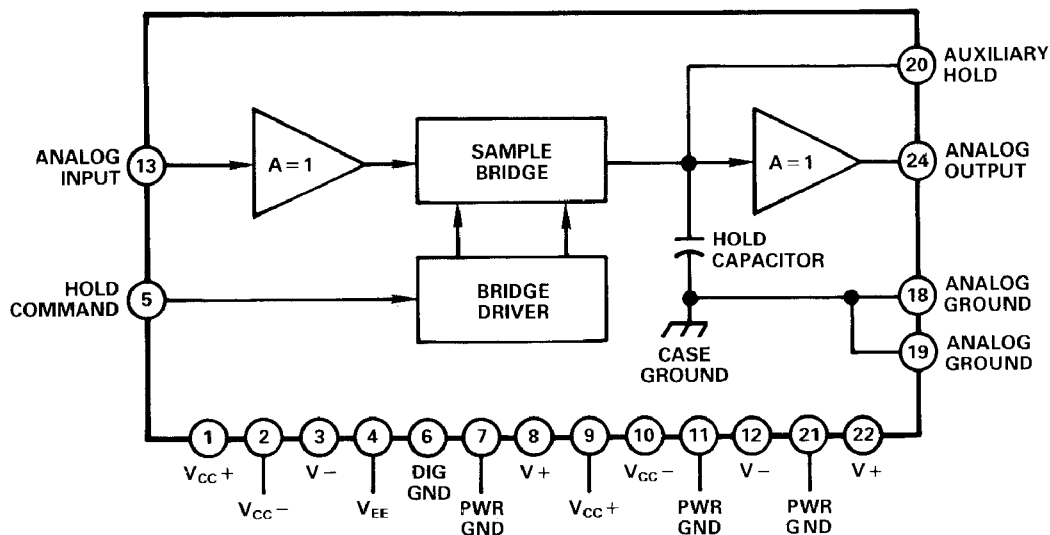 20
AUXILIARY
HOLD
ANALOG
INPUT
13
A = 1
SAMPLE
BRIDGE
A = 1
24
ANALOG
OUTPUT
HOLD
CAPACITOR
HOLD
COMMAND
5
BRIDGE
DRIVER
18
ANALOG
GROUND
CASE
GROUND
19
ANALOG
GROUND
1 2 3 4 6 7 8 9 10 11 12 21 22
VCC+
VCC−
V−
VEE
DIG
GND
PWR
GND
V+
VCC+
VCC−
PWR
GND
V−
PWR
GND
V+